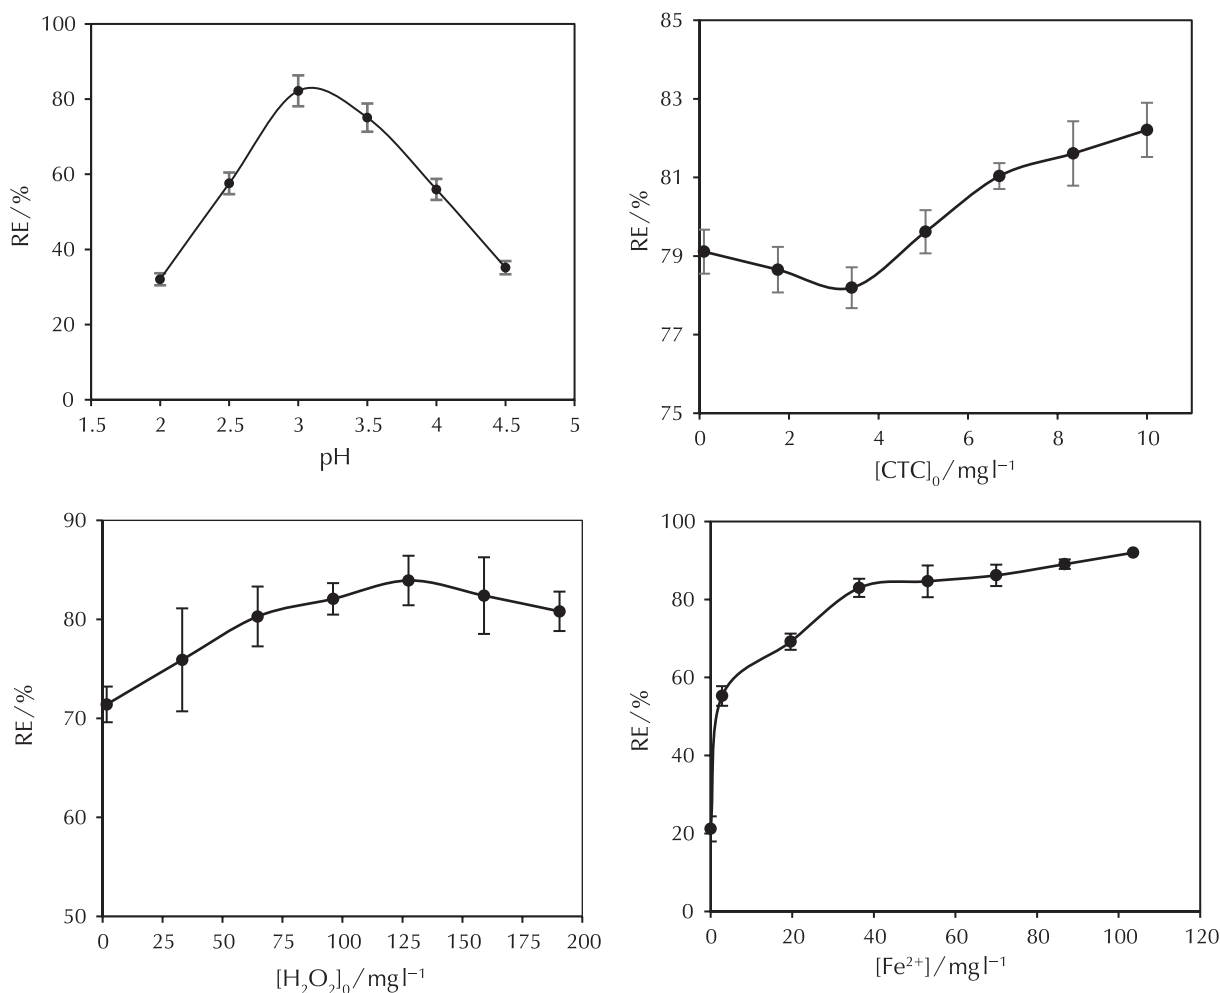 100
80
60
40
20
0
RE / %
1.5 2 2.5 3 3.5 4 4.5 5
pH
85
83
81
79
77
75
RE / %
0 2 4 6 8 10
[CTC]₀ / mg l⁻¹
90
80
70
60
50
RE / %
0 25 50 75 100 125 150 175 200
[H₂O₂]₀ / mg l⁻¹
100
80
60
40
20
0
RE / %
0 20 40 60 80 100 120
[Fe²⁺] / mg l⁻¹